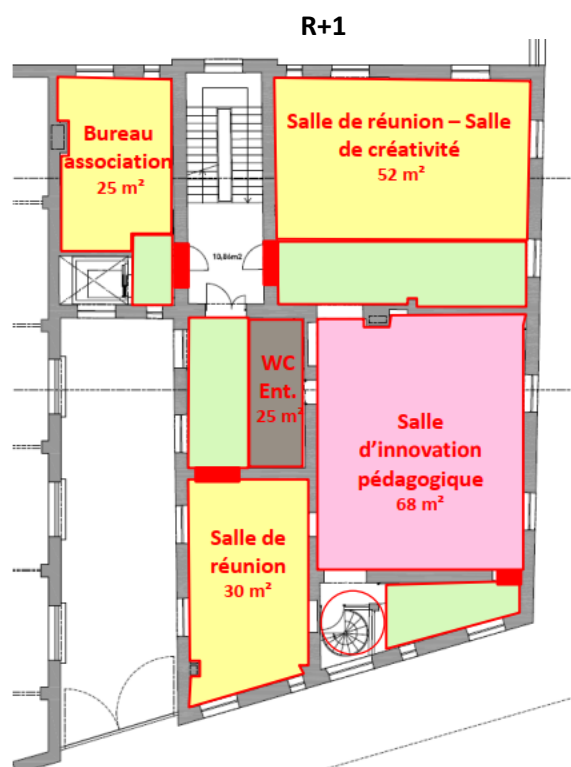 R+1
Bureau
association
25 m²
Salle de réunion – Salle
de créativité
52 m²
10,86m2
WC
Ent.
25 m²
Salle
d’innovation
pédagogique
68 m²
Salle de
réunion
30 m²